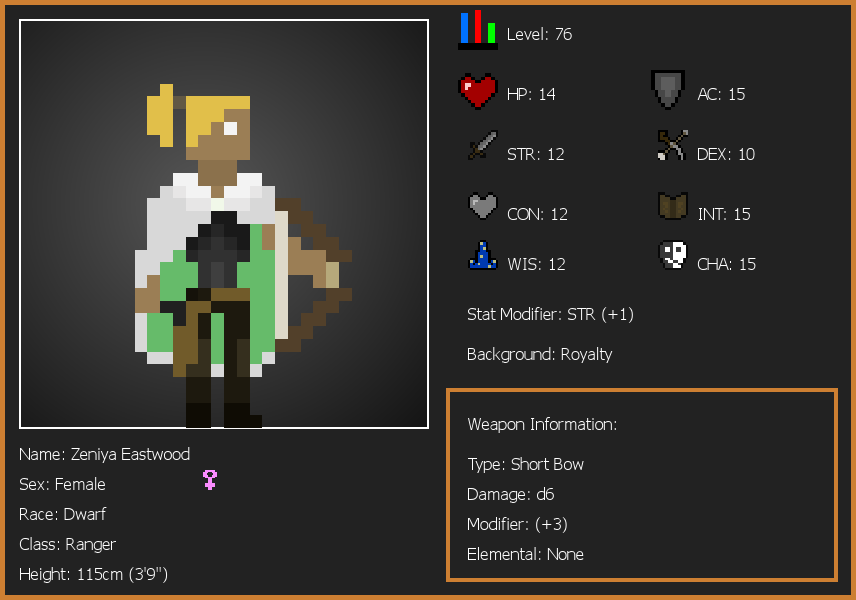 Level: 76
HP: 14
AC: 15
STR: 12
DEX: 10
CON: 12
INT: 15
WIS: 12
CHA: 15
Stat Modifier: STR (+1)
Background: Royalty
Weapon Information:
Type: Short Bow
Damage: d6
Modifier: (+3)
Elemental: None
Name: Zeniya Eastwood
Sex: Female
Race: Dwarf
Class: Ranger
Height: 115cm (3'9")